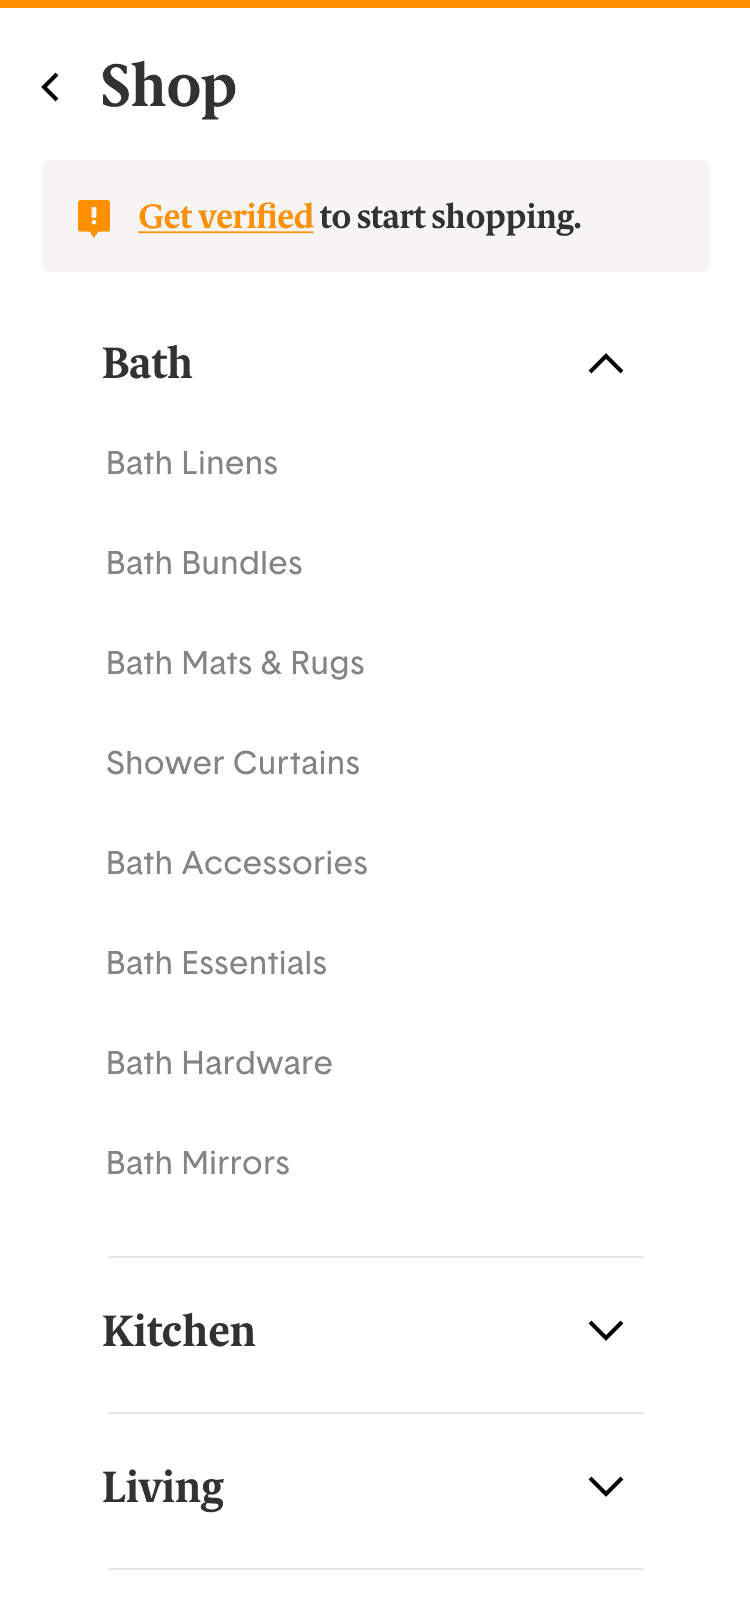 Shop
Get verified to start shopping.
Bath
Bath Linens
Bath Bundles
Bath Mats & Rugs
Shower Curtains
Bath Accessories
Bath Essentials
Bath Hardware
Bath Mirrors
Kitchen
Living